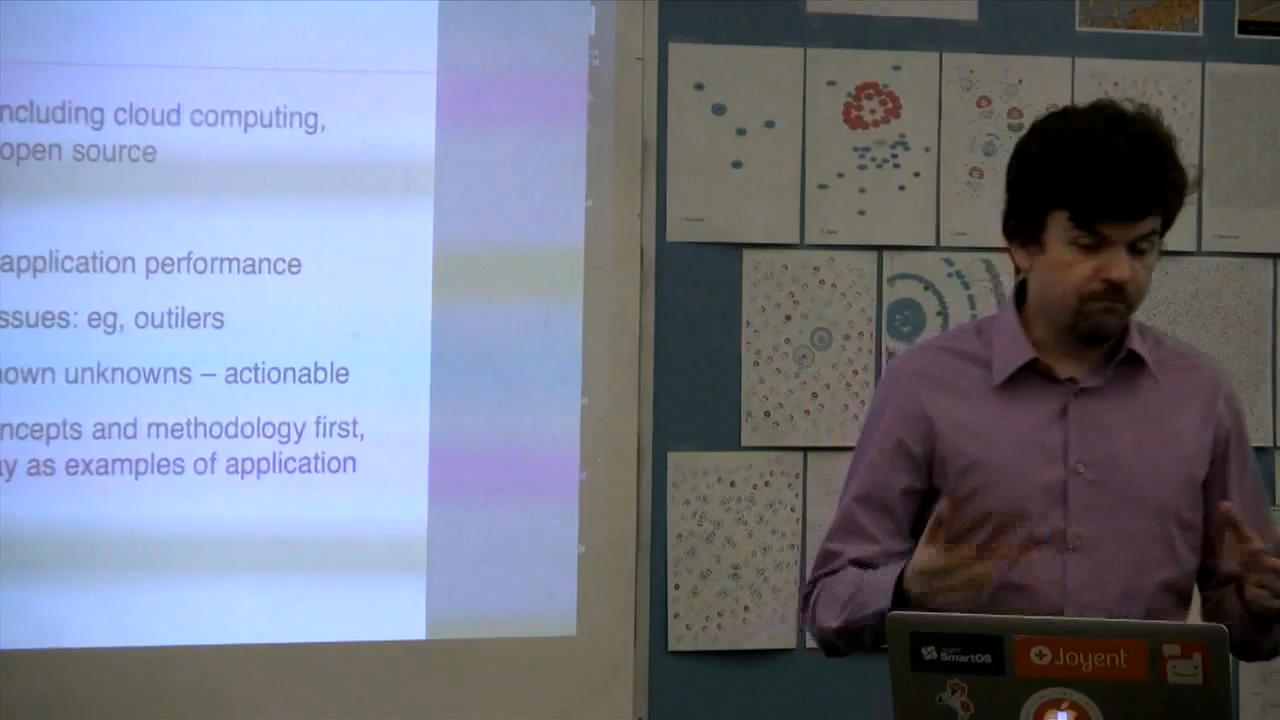 ncluding cloud computing,
open source
application performance
ssues: eg, outilers
nown unknowns – actionable
ncepts and methodology first,
ay as examples of application
SmartOS
Joyent